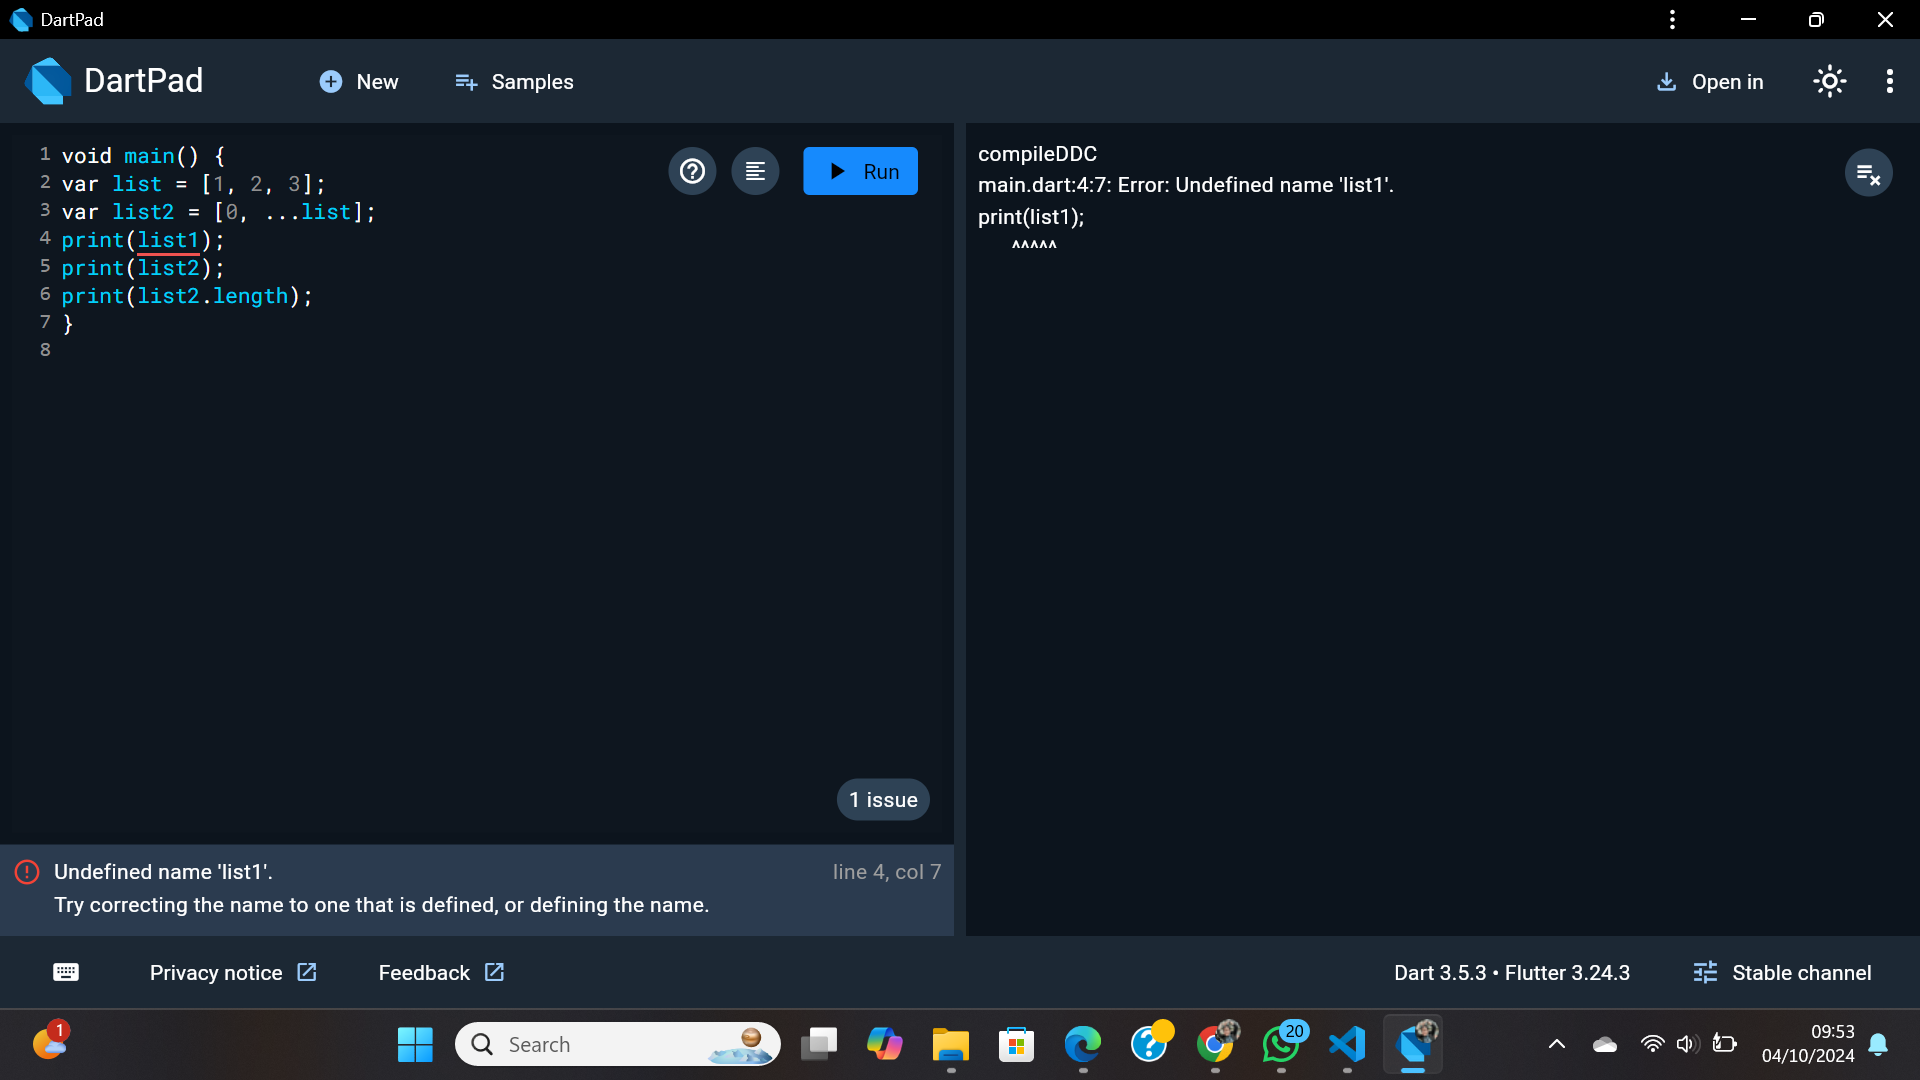 DartPad
DartPad
New
Samples
Open in
1 void main() {
2 var list = [1, 2, 3];
3 var list2 = [0, ...list];
4 print(list1);
5 print(list2);
6 print(list2.length);
7 }
8
Run
compileDDC
main.dart:4:7: Error: Undefined name 'list1'.
print(list1);
^^^^^
1 issue
Undefined name 'list1'.
line 4, col 7
Try correcting the name to one that is defined, or defining the name.
Privacy notice
Feedback
Dart 3.5.3 • Flutter 3.24.3
Stable channel
1
Search
20
09:53
04/10/2024